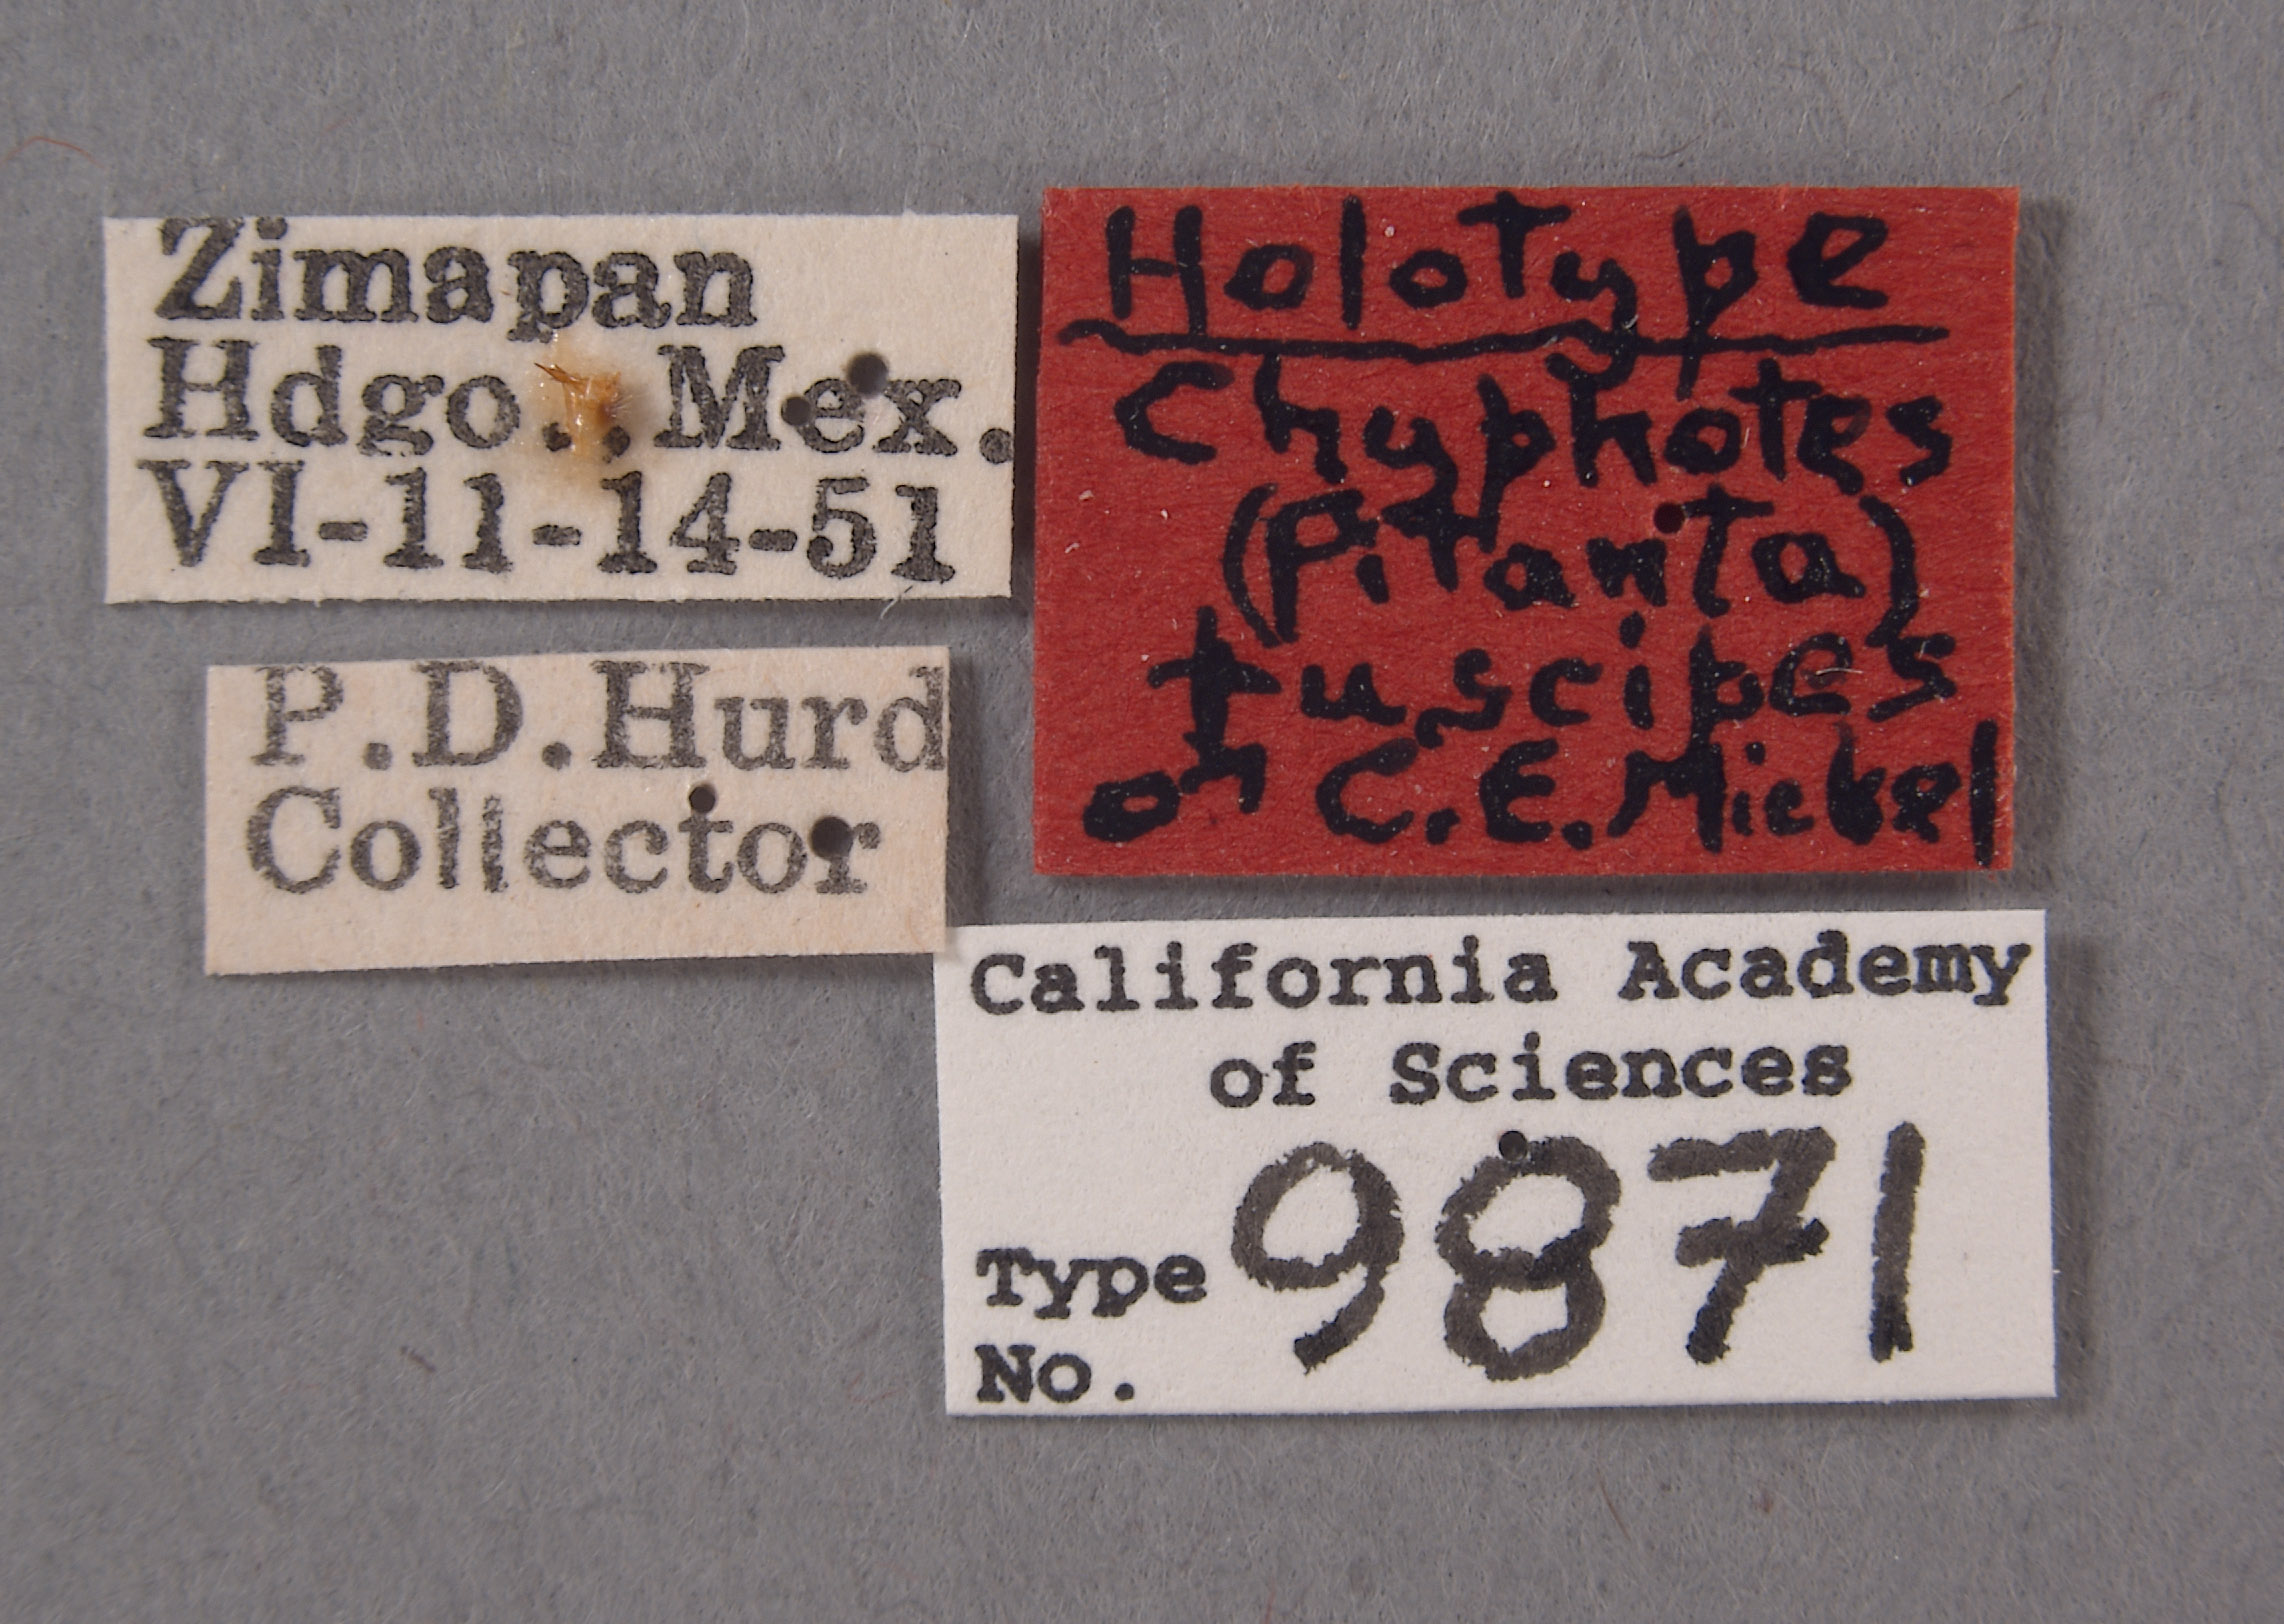 Zimapan
Hdgo., Mex.
VI-11-14-51
P.D.Hurd
Collector
Holotype
Chyphotes
(Pitanta)
fuscipes
♂ C.E.Mickel
California Academy
of Sciences
Type
No. 9871